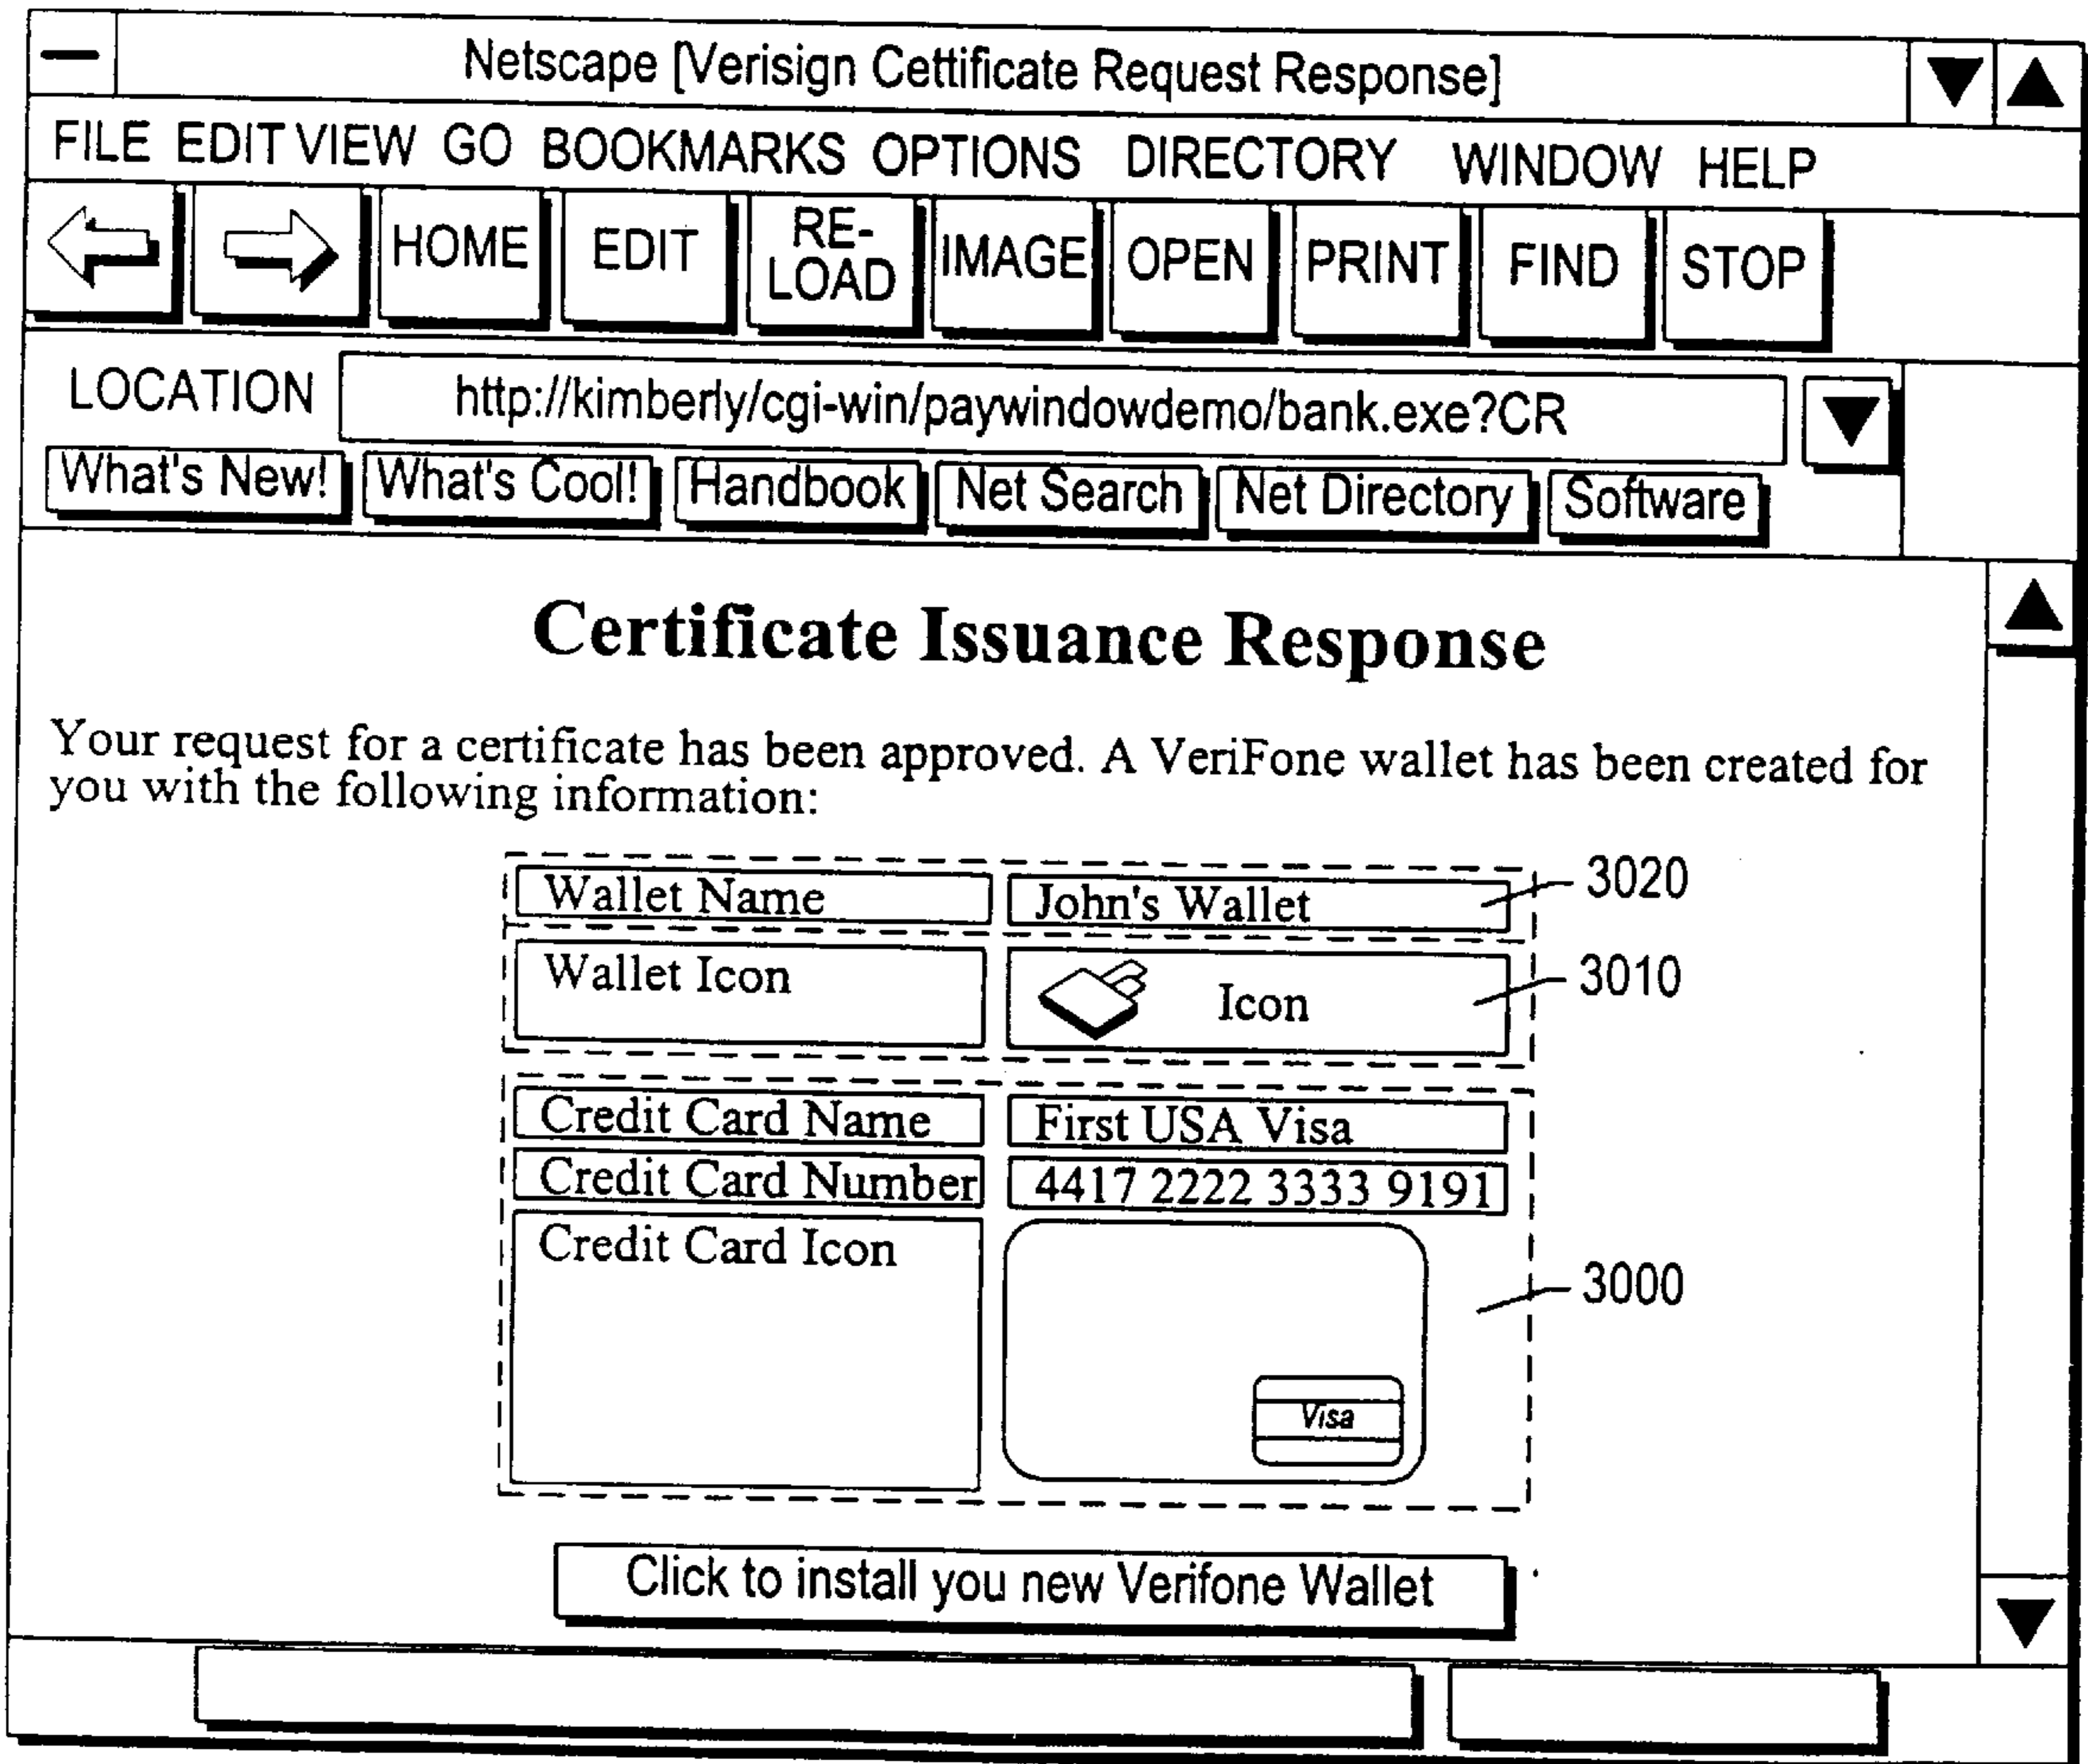 Netscape [Verisign Cettificate Request Response]
FILE EDIT VIEW GO BOOKMARKS OPTIONS DIRECTORY WINDOW HELP
HOME EDIT RE-LOAD IMAGE OPEN PRINT FIND STOP
LOCATION http://kimberly/cgi-win/paywindowdemo/bank.exe?CR
What's New! What's Cool! Handbook Net Search Net Directory Software
Certificate Issuance Response
Your request for a certificate has been approved. A VeriFone wallet has been created for
you with the following information:
Wallet Name John's Wallet 3020
Wallet Icon Icon 3010
Credit Card Name First USA Visa
Credit Card Number 4417 2222 3333 9191
Credit Card Icon 3000
Visa
Click to install you new Verifone Wallet